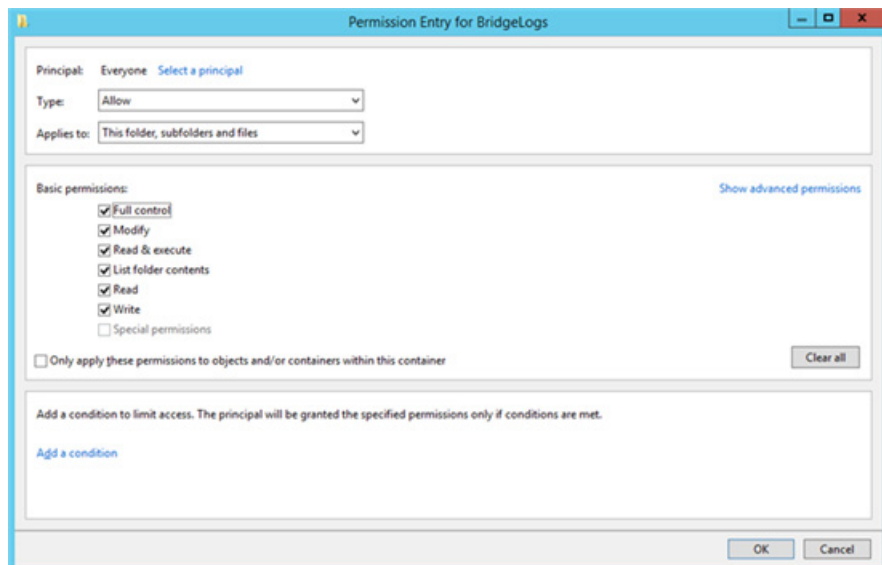 Permission Entry for BridgeLogs
Principal: Everyone Select a principal
Type: Allow
Applies to: This folder, subfolders and files
Basic permissions: Show advanced permissions
Full control
Modify
Read & execute
List folder contents
Read
Write
Special permissions
Only apply these permissions to objects and/or containers within this container Clear all
Add a condition to limit access. The principal will be granted the specified permissions only if conditions are met.
Add a condition
OK Cancel